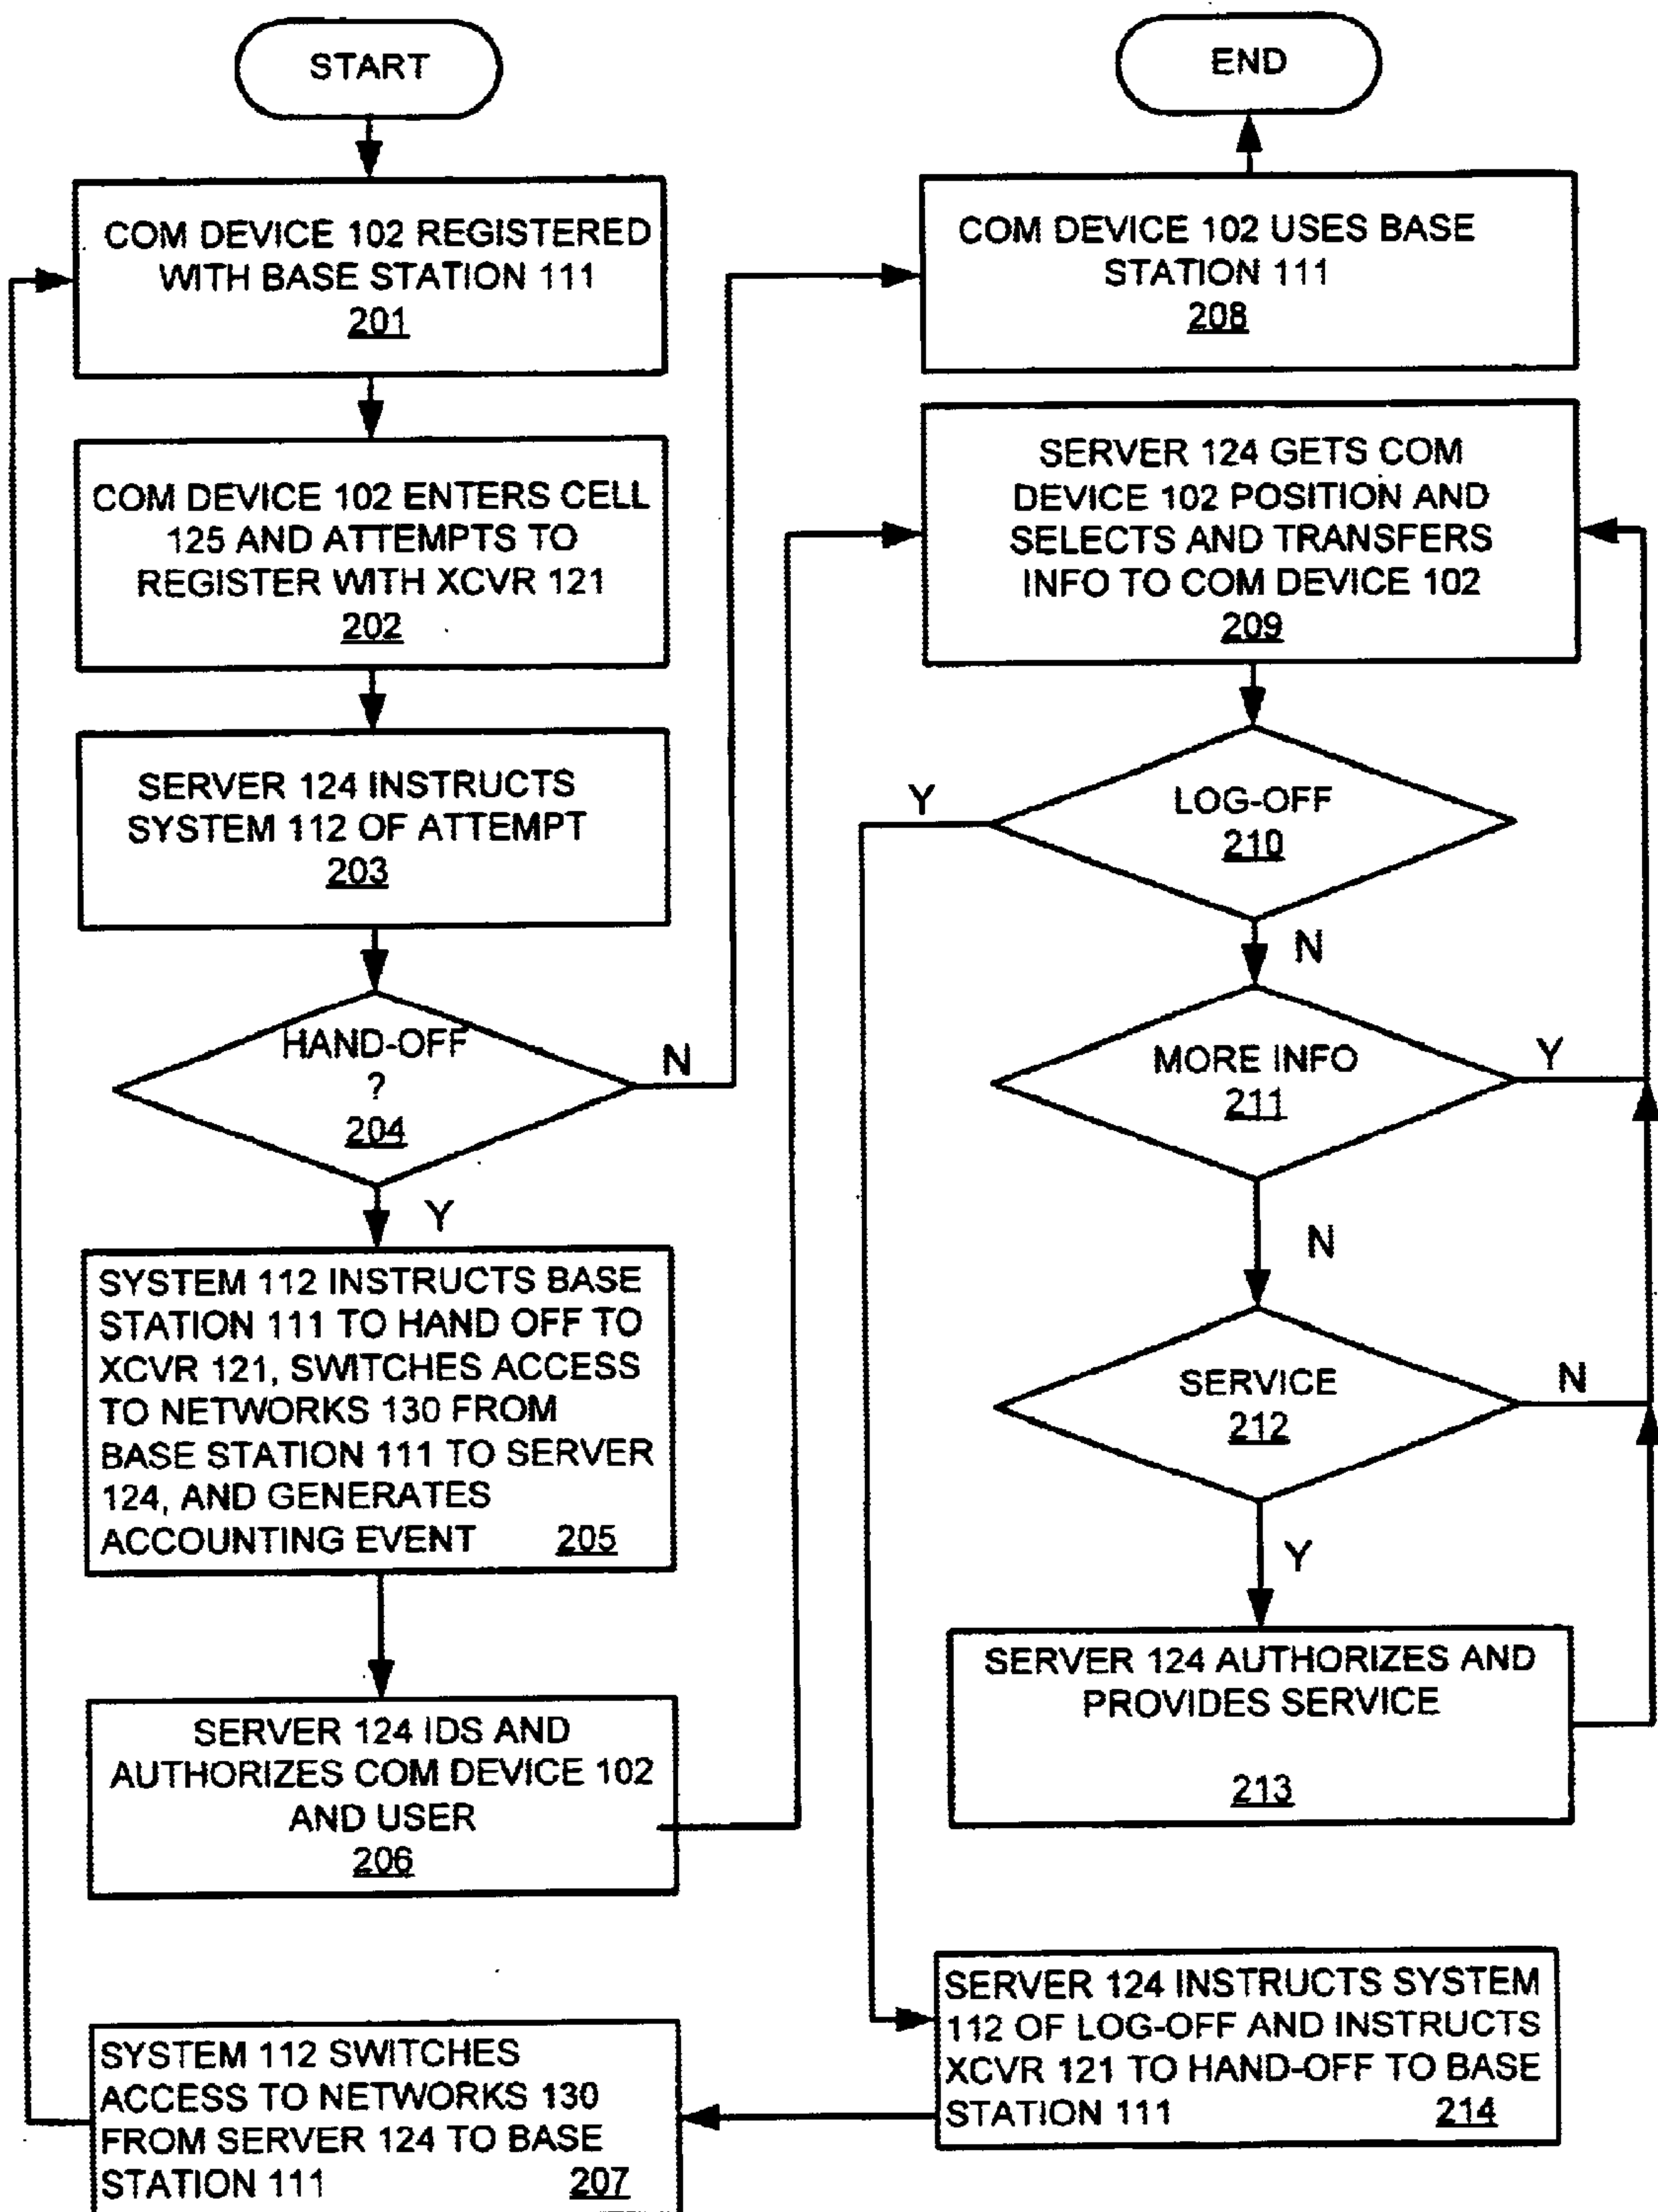 START
COM DEVICE 102 REGISTERED
WITH BASE STATION 111
201
COM DEVICE 102 ENTERS CELL
125 AND ATTEMPTS TO
REGISTER WITH XCVR 121
202
SERVER 124 INSTRUCTS
SYSTEM 112 OF ATTEMPT
203
HAND-OFF
?
204
N
Y
SYSTEM 112 INSTRUCTS BASE
STATION 111 TO HAND OFF TO
XCVR 121, SWITCHES ACCESS
TO NETWORKS 130 FROM
BASE STATION 111 TO SERVER
124, AND GENERATES
ACCOUNTING EVENT 205
SERVER 124 IDS AND
AUTHORIZES COM DEVICE 102
AND USER
206
SYSTEM 112 SWITCHES
ACCESS TO NETWORKS 130
FROM SERVER 124 TO BASE
STATION 111 207
END
COM DEVICE 102 USES BASE
STATION 111
208
SERVER 124 GETS COM
DEVICE 102 POSITION AND
SELECTS AND TRANSFERS
INFO TO COM DEVICE 102
209
Y
LOG-OFF
210
N
MORE INFO
211
Y
N
SERVICE
212
N
Y
SERVER 124 AUTHORIZES AND
PROVIDES SERVICE
213
SERVER 124 INSTRUCTS SYSTEM
112 OF LOG-OFF AND INSTRUCTS
XCVR 121 TO HAND-OFF TO BASE
STATION 111 214